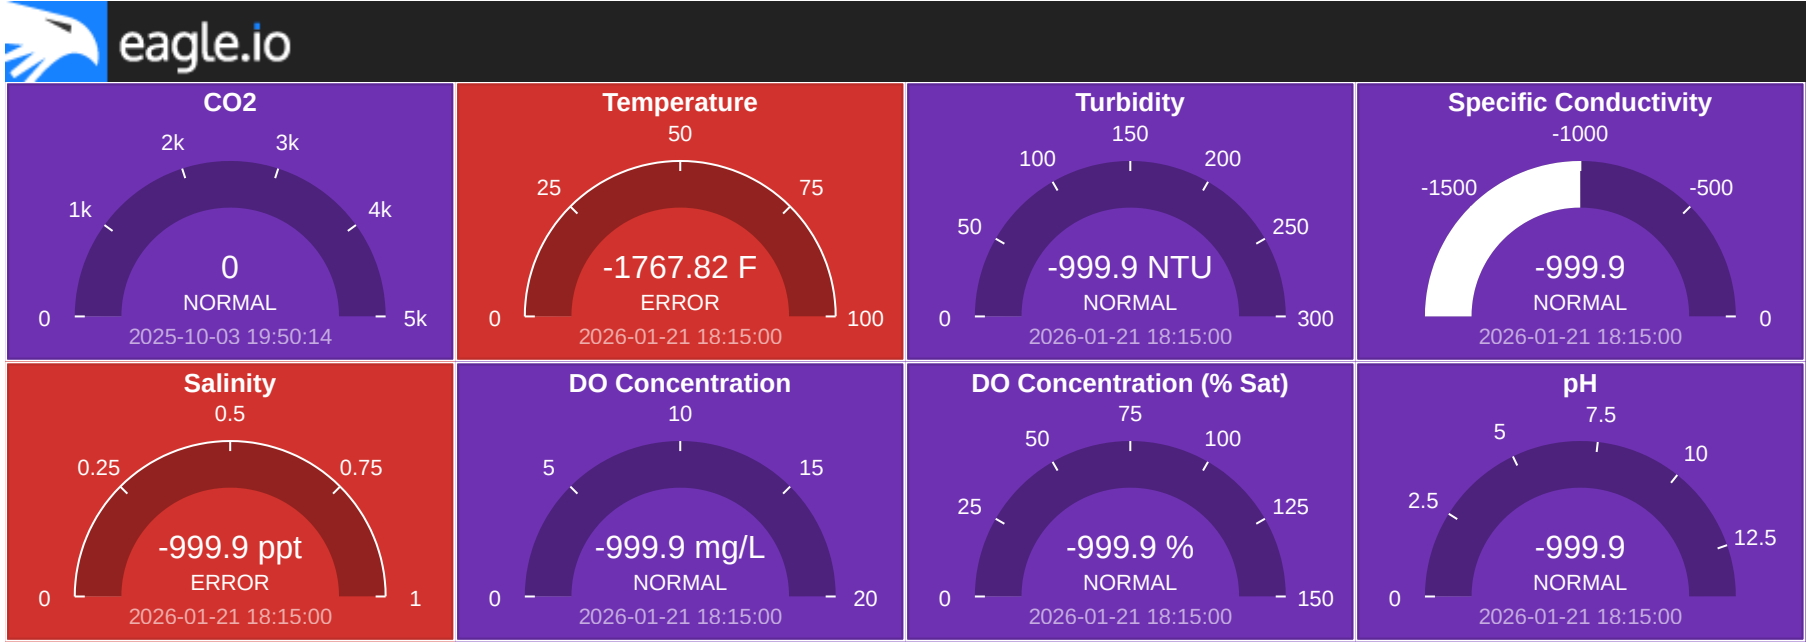 eagle.io
CO2
2k 3k
1k 4k
0 5k
0
NORMAL
2025-10-03 19:50:14
Temperature
50
25 75
0 100
-1767.82 F
ERROR
2026-01-21 18:15:00
Turbidity
150
100 200
50 250
0 300
-999.9 NTU
NORMAL
2026-01-21 18:15:00
Specific Conductivity
-1000
-1500 -500
0
-999.9
NORMAL
2026-01-21 18:15:00
Salinity
0.5
0.25 0.75
0 1
-999.9 ppt
ERROR
2026-01-21 18:15:00
DO Concentration
10
5 15
0 20
-999.9 mg/L
NORMAL
2026-01-21 18:15:00
DO Concentration (% Sat)
75
50 100
25 125
0 150
-999.9 %
NORMAL
2026-01-21 18:15:00
pH
7.5
5 10
2.5 12.5
0
-999.9
NORMAL
2026-01-21 18:15:00